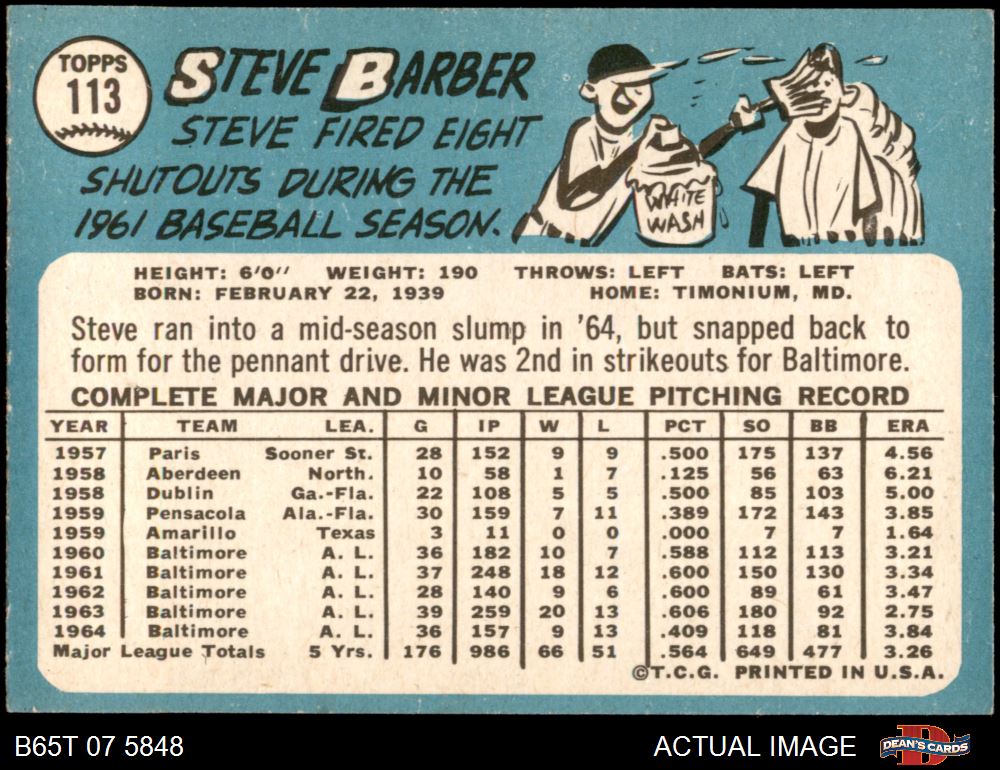 TOPPS
113
STEVE BARBER
STEVE FIRED EIGHT
SHUTOUTS DURING THE
1961 BASEBALL SEASON.
WHITE
WASH
HEIGHT: 6'0" WEIGHT: 190 THROWS: LEFT BATS: LEFT
BORN: FEBRUARY 22, 1939 HOME: TIMONIUM, MD.
Steve ran into a mid-season slump in '64, but snapped back to
form for the pennant drive. He was 2nd in strikeouts for Baltimore.
COMPLETE MAJOR AND MINOR LEAGUE PITCHING RECORD
YEAR TEAM LEA. G IP W L PCT SO BB ERA
1957 Paris Sooner St. 28 152 9 9 .500 175 137 4.56
1958 Aberdeen North. 10 58 1 7 .125 56 63 6.21
1958 Dublin Ga.-Fla. 22 108 5 5 .500 85 103 5.00
1959 Pensacola Ala.-Fla. 30 159 7 11 .389 172 143 3.85
1959 Amarillo Texas 3 11 0 0 .000 7 7 1.64
1960 Baltimore A. L. 36 182 10 7 .588 112 113 3.21
1961 Baltimore A. L. 37 248 18 12 .600 150 130 3.34
1962 Baltimore A. L. 28 140 9 6 .600 89 61 3.47
1963 Baltimore A. L. 39 259 20 13 .606 180 92 2.75
1964 Baltimore A. L. 36 157 9 13 .409 118 81 3.84
Major League Totals 5 Yrs. 176 986 66 51 .564 649 477 3.26
©T.C.G. PRINTED IN U.S.A.
B65T 07 5848 ACTUAL IMAGE D DEAN'S CARDS